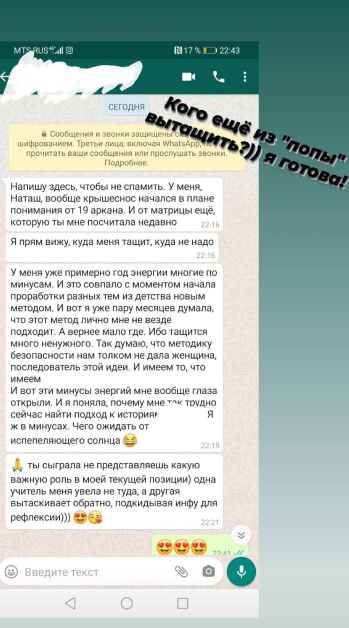 MTS RUS 4G 17 % 22:43
СЕГОДНЯ
Кого ещё из "попы"
вытащить?)) я готова!
Сообщения и звонки защищены
шифрованием. Третьи лица, включая WhatsApp, не
прочитать ваши сообщения или прослушать звонки.
Подробнее.
Напишу здесь, чтобы не спамить. У меня,
Наташ, вообще крышеснос начался в плане
понимания от 19 аркана. И от матрицы ещё,
которую ты мне посчитала недавно
22:16
Я прям вижу, куда меня тащит, куда не надо
22:16
У меня уже примерно год энергии многие по
минусам. И это совпало с моментом начала
проработки разных тем из детства новым
методом. И вот я уже пару месяцев думала,
что этот метод лично мне не везде
подходит. А вернее мало где. Ибо тащится
много ненужного. Так думаю, что методику
безопасности нам толком не дала женщина,
последователь этой идеи. И имеем то, что
имеем
И вот эти минусы энергий мне вообще глаза
открыли. И я поняла, почему мне так трудно
сейчас найти подход к историям Я
ж в минусах. Чего ожидать от
испепеляющего солнца 😂
22:19
🙏 ты сыграла не представляешь какую
важную роль в моей текущей позиции) одна
учитель меня увела не туда, а другая
вытаскивает обратно, подкидывая инфу для
рефлексии))) 😍😘
22:21
😍😍😍 22:41
Введите текст